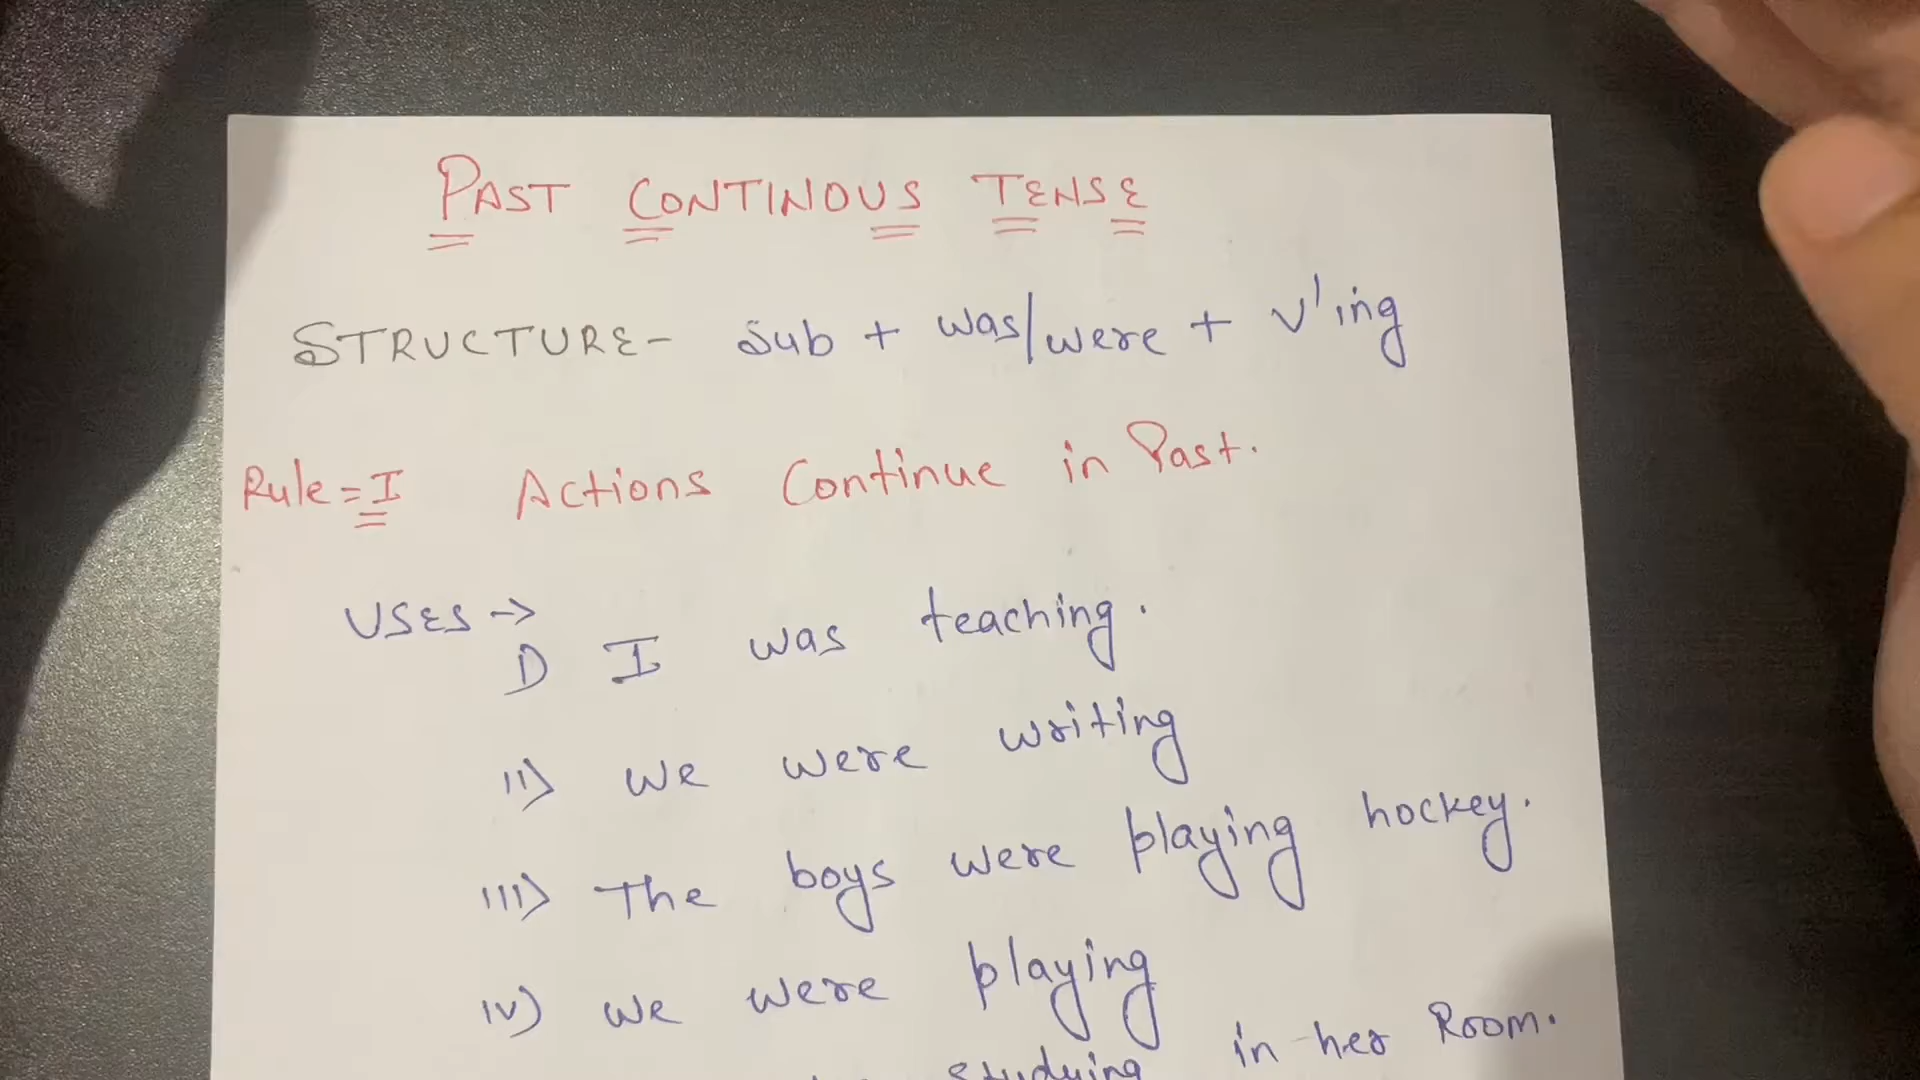 PAST CONTINOUS TENSE
STRUCTURE- Sub + was/were + v'ing
Rule=I Actions Continue in Past.
USES →
I) I was teaching.
II) We were writing
III) The boys were playing hockey.
IV) We were playing
studying in her Room.